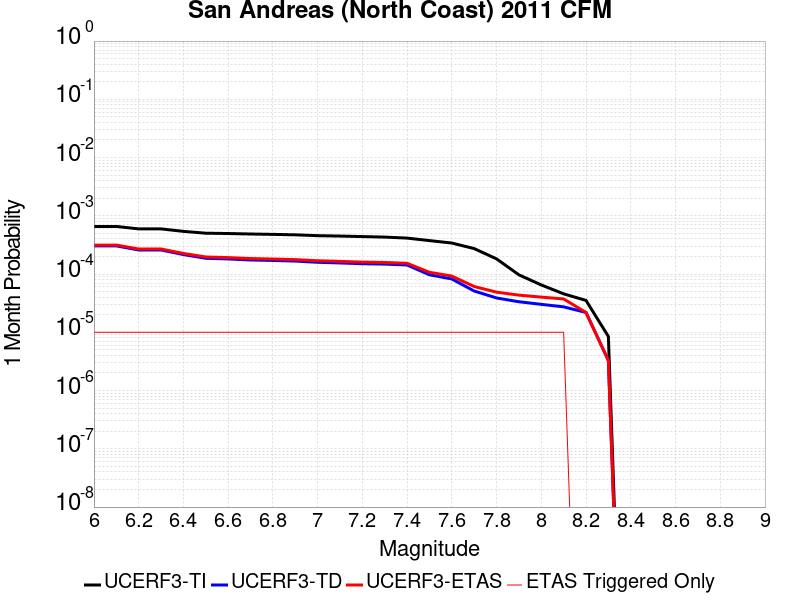 San Andreas (North Coast) 2011 CFM
10 0
10 -1
10 -2
10 -3
10 -4
10 -5
10 -6
10 -7
10 -8
1 Month Probability
6 6.2 6.4 6.6 6.8 7 7.2 7.4 7.6 7.8 8 8.2 8.4 8.6 8.8 9
Magnitude
UCERF3-TI UCERF3-TD UCERF3-ETAS ETAS Triggered Only